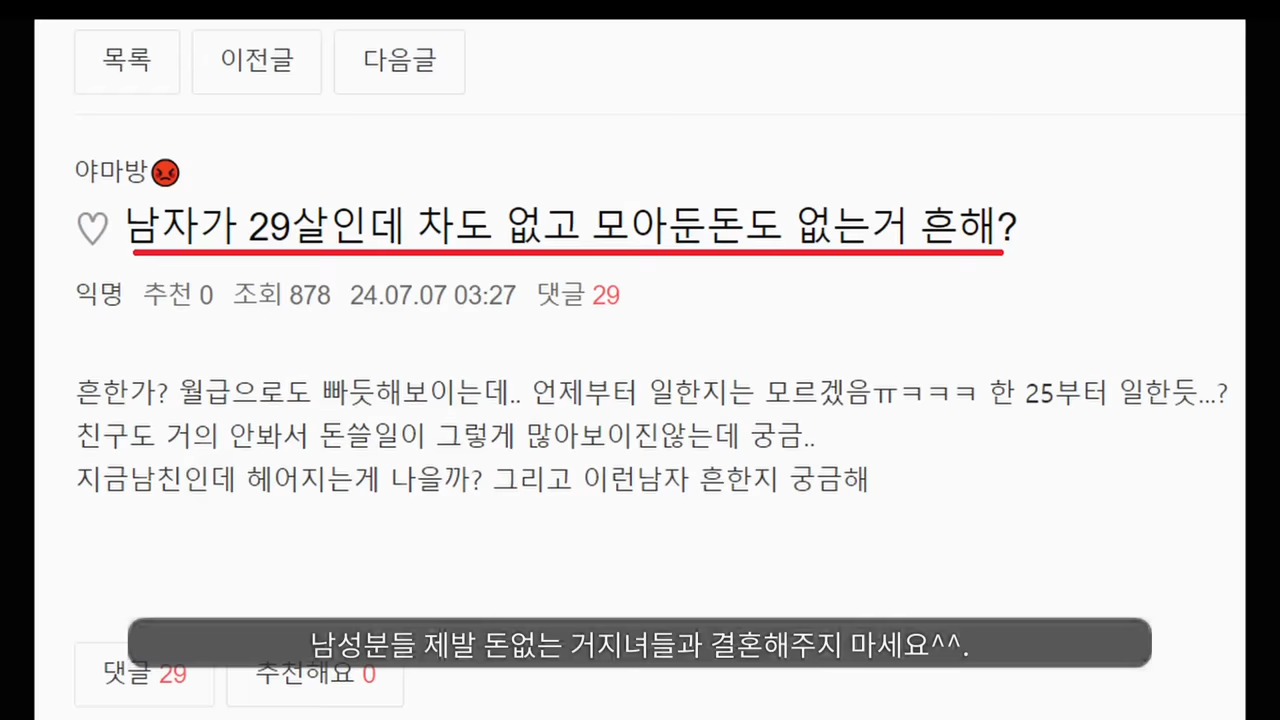 목록 이전글 다음글
야마방😡
♡ 남자가 29살인데 차도 없고 모아둔돈도 없는거 흔해?
익명 추천 0 조회 878 24.07.07 03:27 댓글 29
흔한가? 월급으로도 빠듯해보이는데.. 언제부터 일한지는 모르겠음ㅠㅋㅋㅋ 한 25부터 일한듯...?
친구도 거의 안봐서 돈쓸일이 그렇게 많아보이진않는데 궁금..
지금남친인데 헤어지는게 나을까? 그리고 이런남자 흔한지 궁금해
남성분들 제발 돈없는 거지녀들과 결혼해주지 마세요^^.
댓글 29 추천해요 0